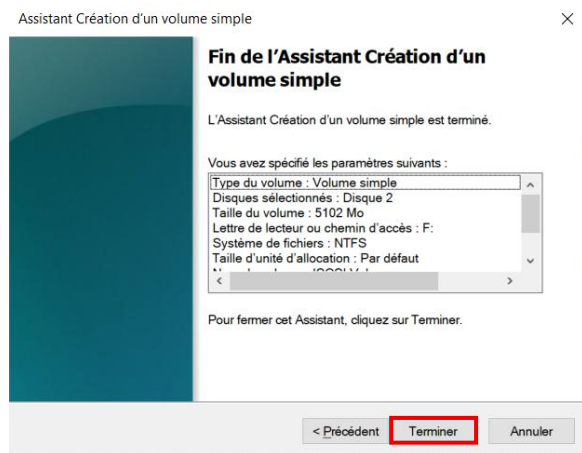 Assistant Création d'un volume simple
Fin de l'Assistant Création d'un
volume simple
L'Assistant Création d'un volume simple est terminé.
Vous avez spécifié les paramètres suivants :
Type du volume : Volume simple
Disques sélectionnés : Disque 2
Taille du volume : 5102 Mo
Lettre de lecteur ou chemin d'accès : F:
Système de fichiers : NTFS
Taille d'unité d'allocation : Par défaut
Pour fermer cet Assistant, cliquez sur Terminer.
< Précédent
Terminer
Annuler